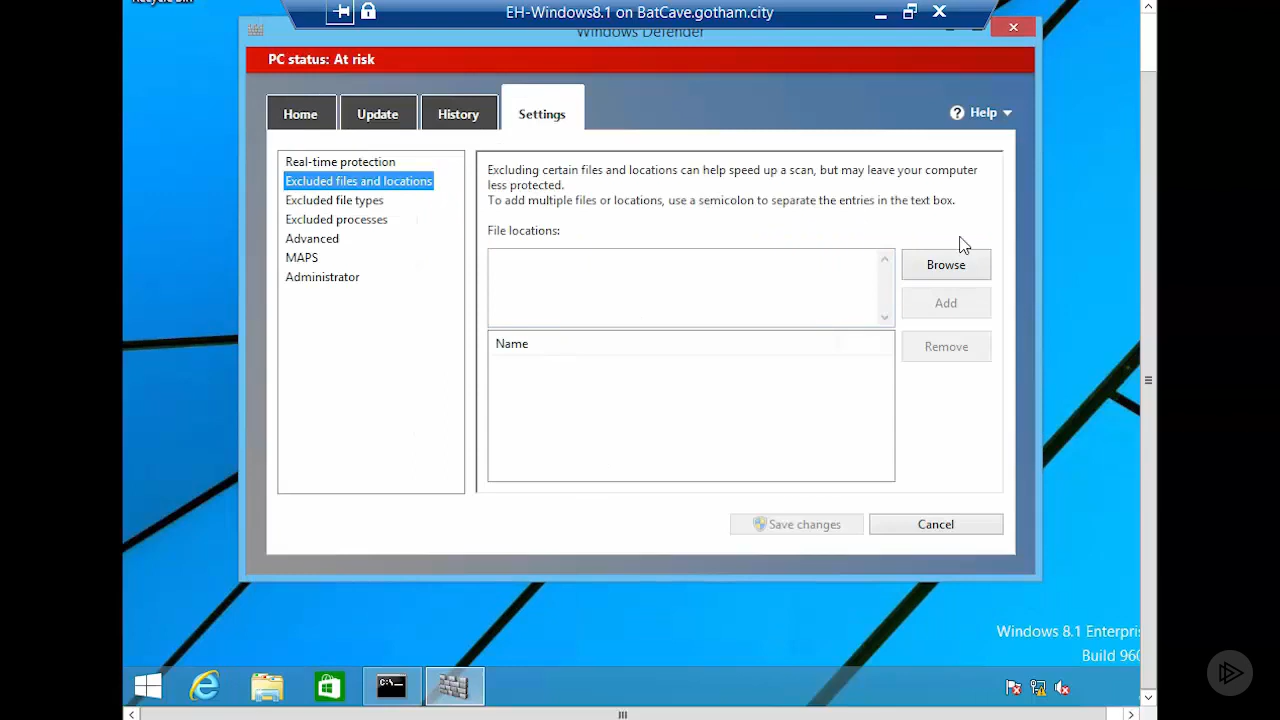 Recycle Bin
EH-Windows8.1 on BatCave.gotham.city
Windows Defender
PC status: At risk
Home
Update
History
Settings
Help
Real-time protection
Excluded files and locations
Excluded file types
Excluded processes
Advanced
MAPS
Administrator
Excluding certain files and locations can help speed up a scan, but may leave your computer
less protected.
To add multiple files or locations, use a semicolon to separate the entries in the text box.
File locations:
Browse
Add
Name
Remove
Save changes
Cancel
Windows 8.1 Enterpris
Build 960
C:\_